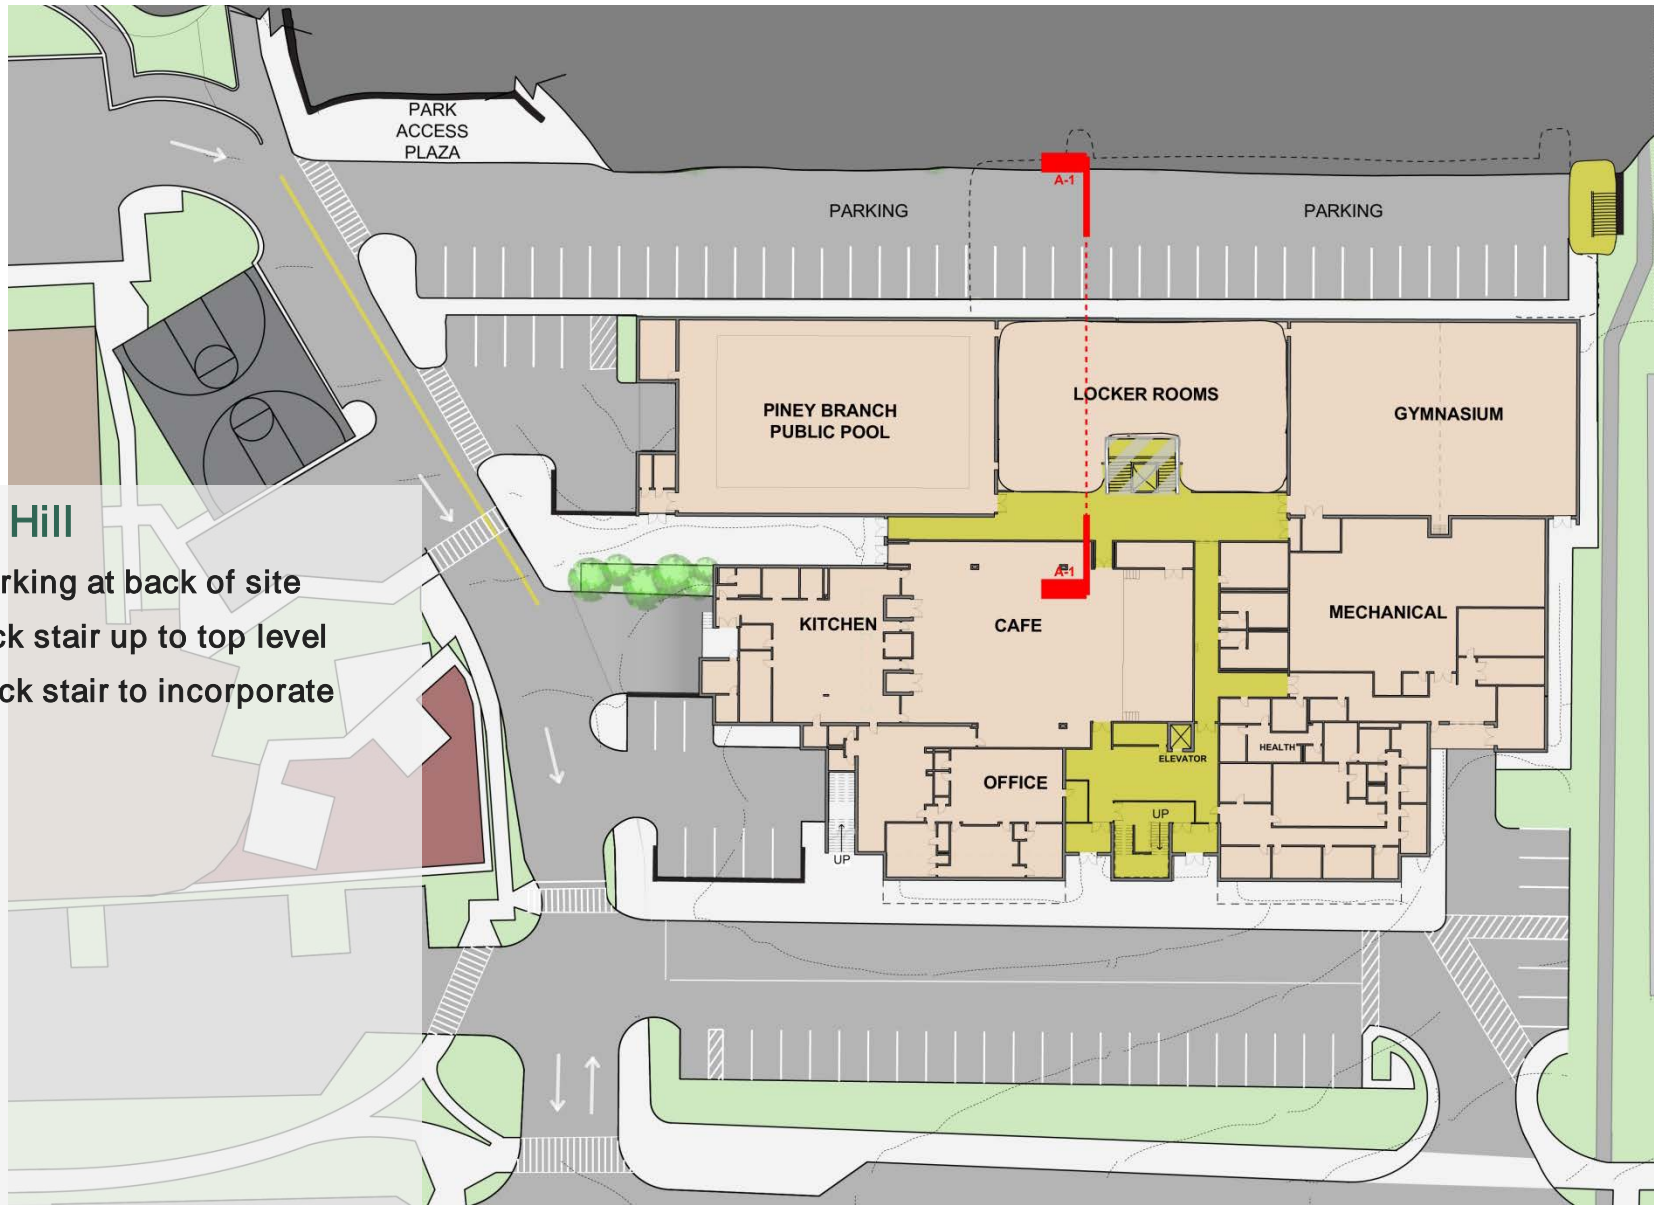 PARK
ACCESS
PLAZA
A-1
PARKING
PARKING
PINEY BRANCH
PUBLIC POOL
LOCKER ROOMS
GYMNASIUM
Hill
rking at back of site
ck stair up to top level
ck stair to incorporate
A-1
KITCHEN
CAFE
MECHANICAL
HEALTH
ELEVATOR
OFFICE
UP
UP